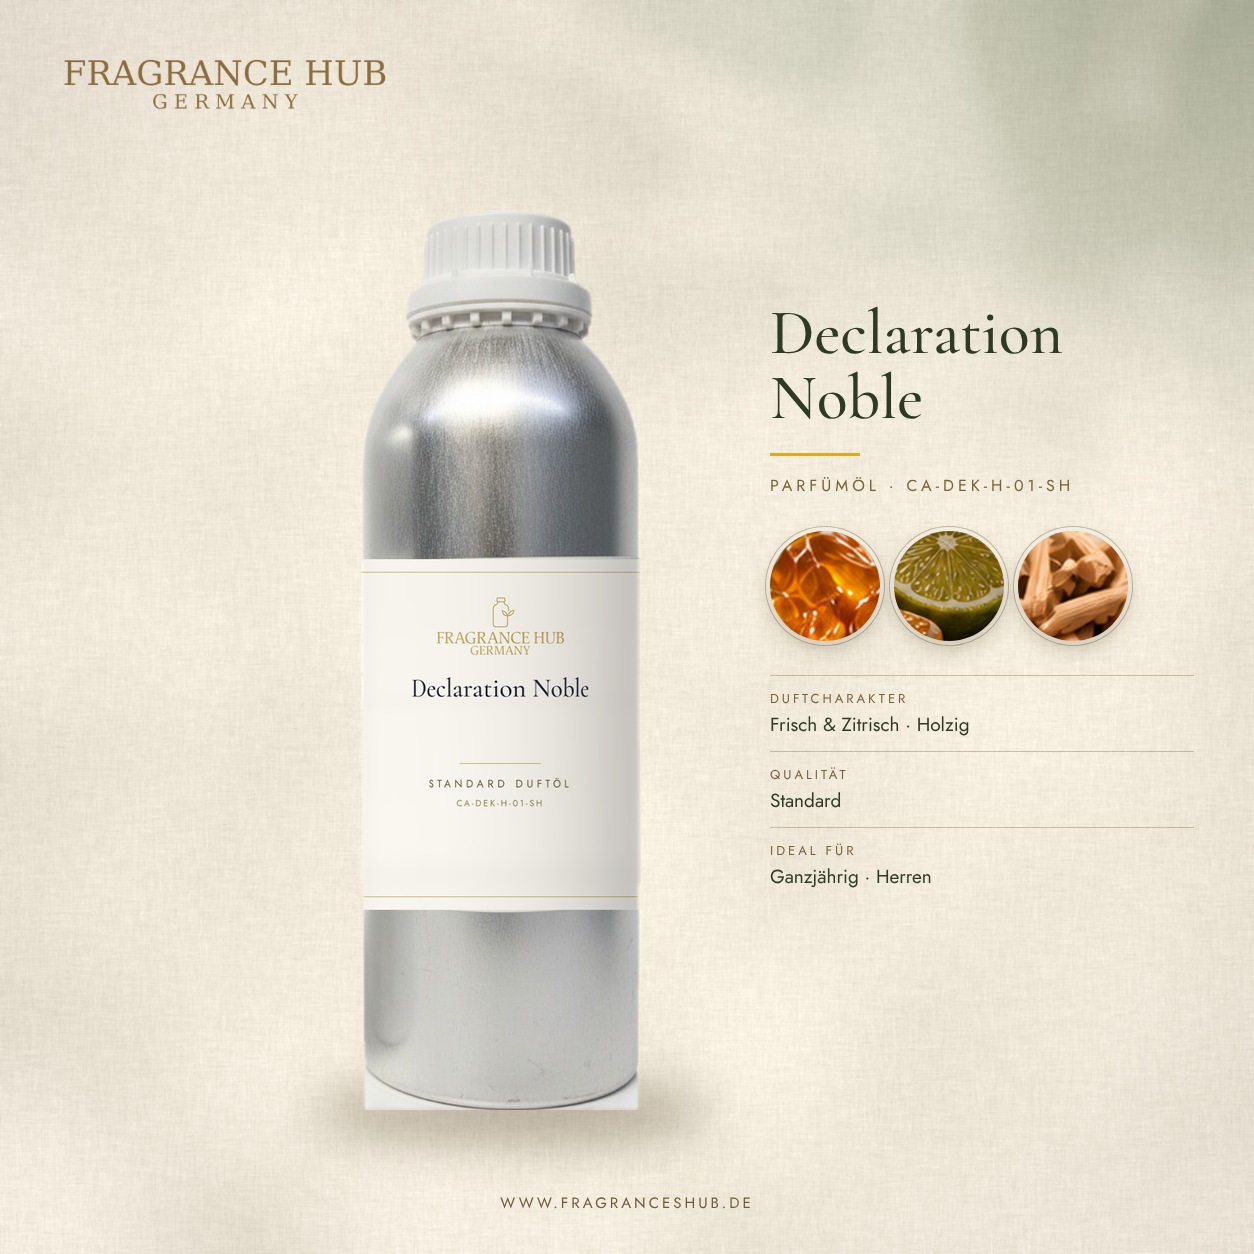 FRAGRANCE HUB
GERMANY
Declaration
Noble
PARFÜMÖL · CA-DEK-H-01-SH
DUFTCHARAKTER
Frisch & Zitrisch · Holzig
QUALITÄT
Standard
IDEAL FÜR
Ganzjährig · Herren
FRAGRANCE HUB
GERMANY
Declaration Noble
STANDARD DUFTÖL
CA-DEK-H-01-SH
WWW.FRAGRANCESHUB.DE